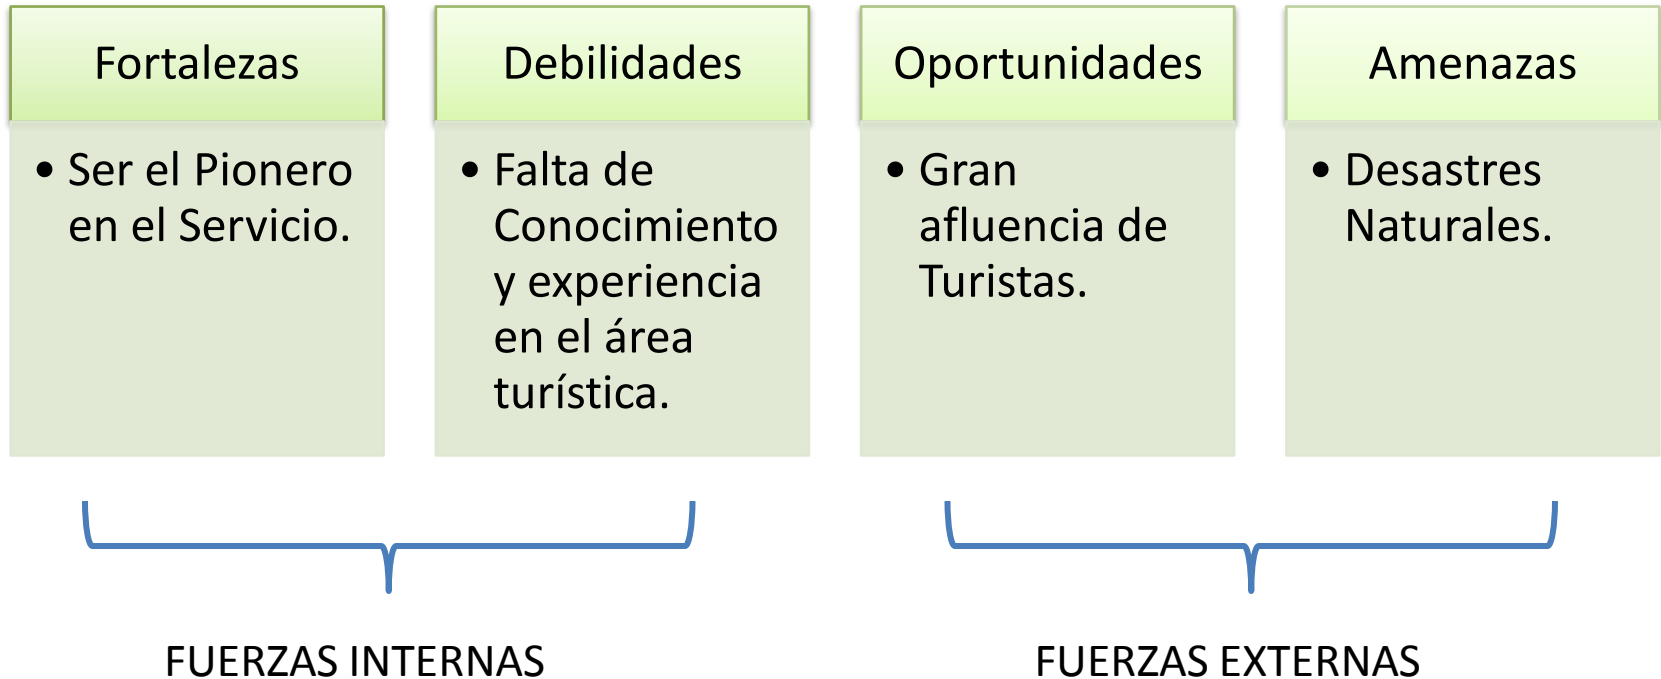 Fortalezas
• Ser el Pionero
en el Servicio.
Debilidades
• Falta de
Conocimiento
y experiencia
en el área
turística.
Oportunidades
• Gran
afluencia de
Turistas.
Amenazas
• Desastres
Naturales.
FUERZAS INTERNAS
FUERZAS EXTERNAS